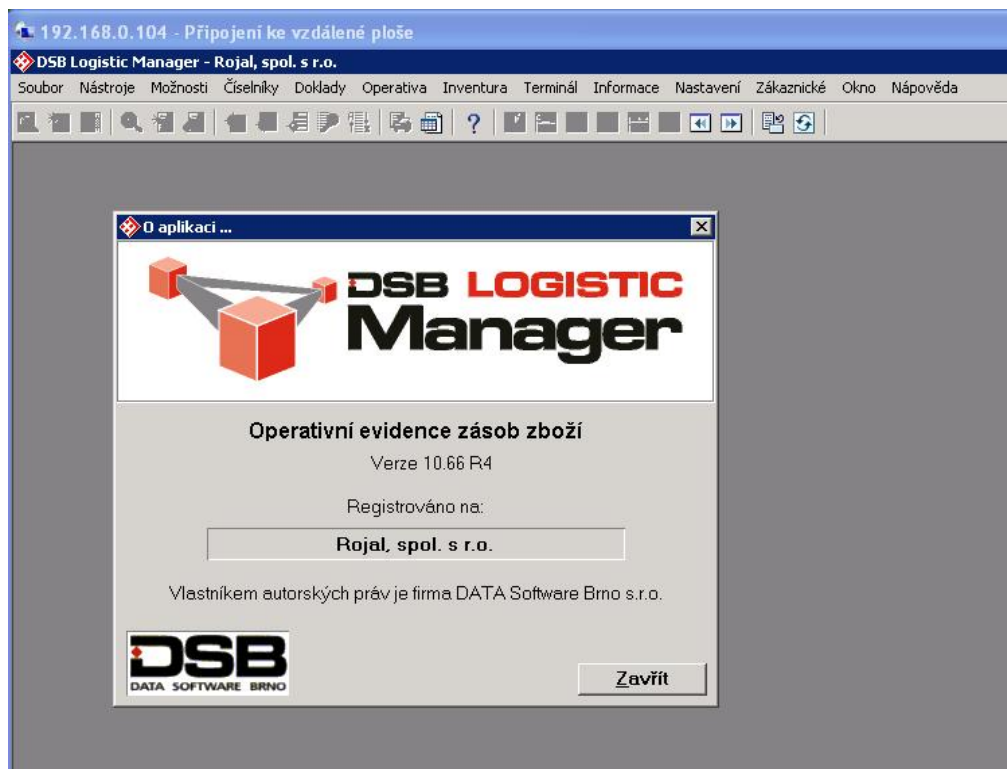 192.168.0.104 - Připojení ke vzdálené ploše
DSB Logistic Manager - Rojal, spol. s r.o.
Soubor Nástroje Možnosti Číselníky Doklady Operativa Inventura Terminál Informace Nastavení Zákaznické Okno Nápověda
O aplikaci ...
DSB LOGISTIC
Manager
Operativní evidence zásob zboží
Verze 10.66 R4
Registrováno na:
Rojal, spol. s r.o.
Vlastníkem autorských práv je firma DATA Software Brno s.r.o.
DSB
DATA SOFTWARE BRNO
Zavřít